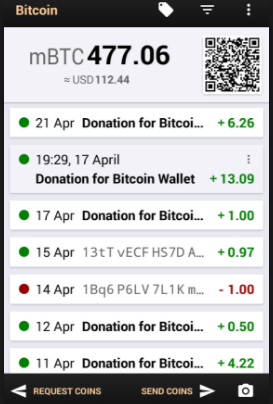 Bitcoin
mBTC 477.06
≈ USD 112.44
21 Apr Donation for Bitcoi... + 6.26
19:29, 17 April
Donation for Bitcoin Wallet + 13.09
17 Apr Donation for Bitcoi... + 1.00
15 Apr 13tT vECF HS7D A... + 0.97
14 Apr 1Bq6 P6LV 7L1K m... - 1.00
12 Apr Donation for Bitcoi... + 0.50
11 Apr Donation for Bitcoi... + 4.22
REQUEST COINS SEND COINS